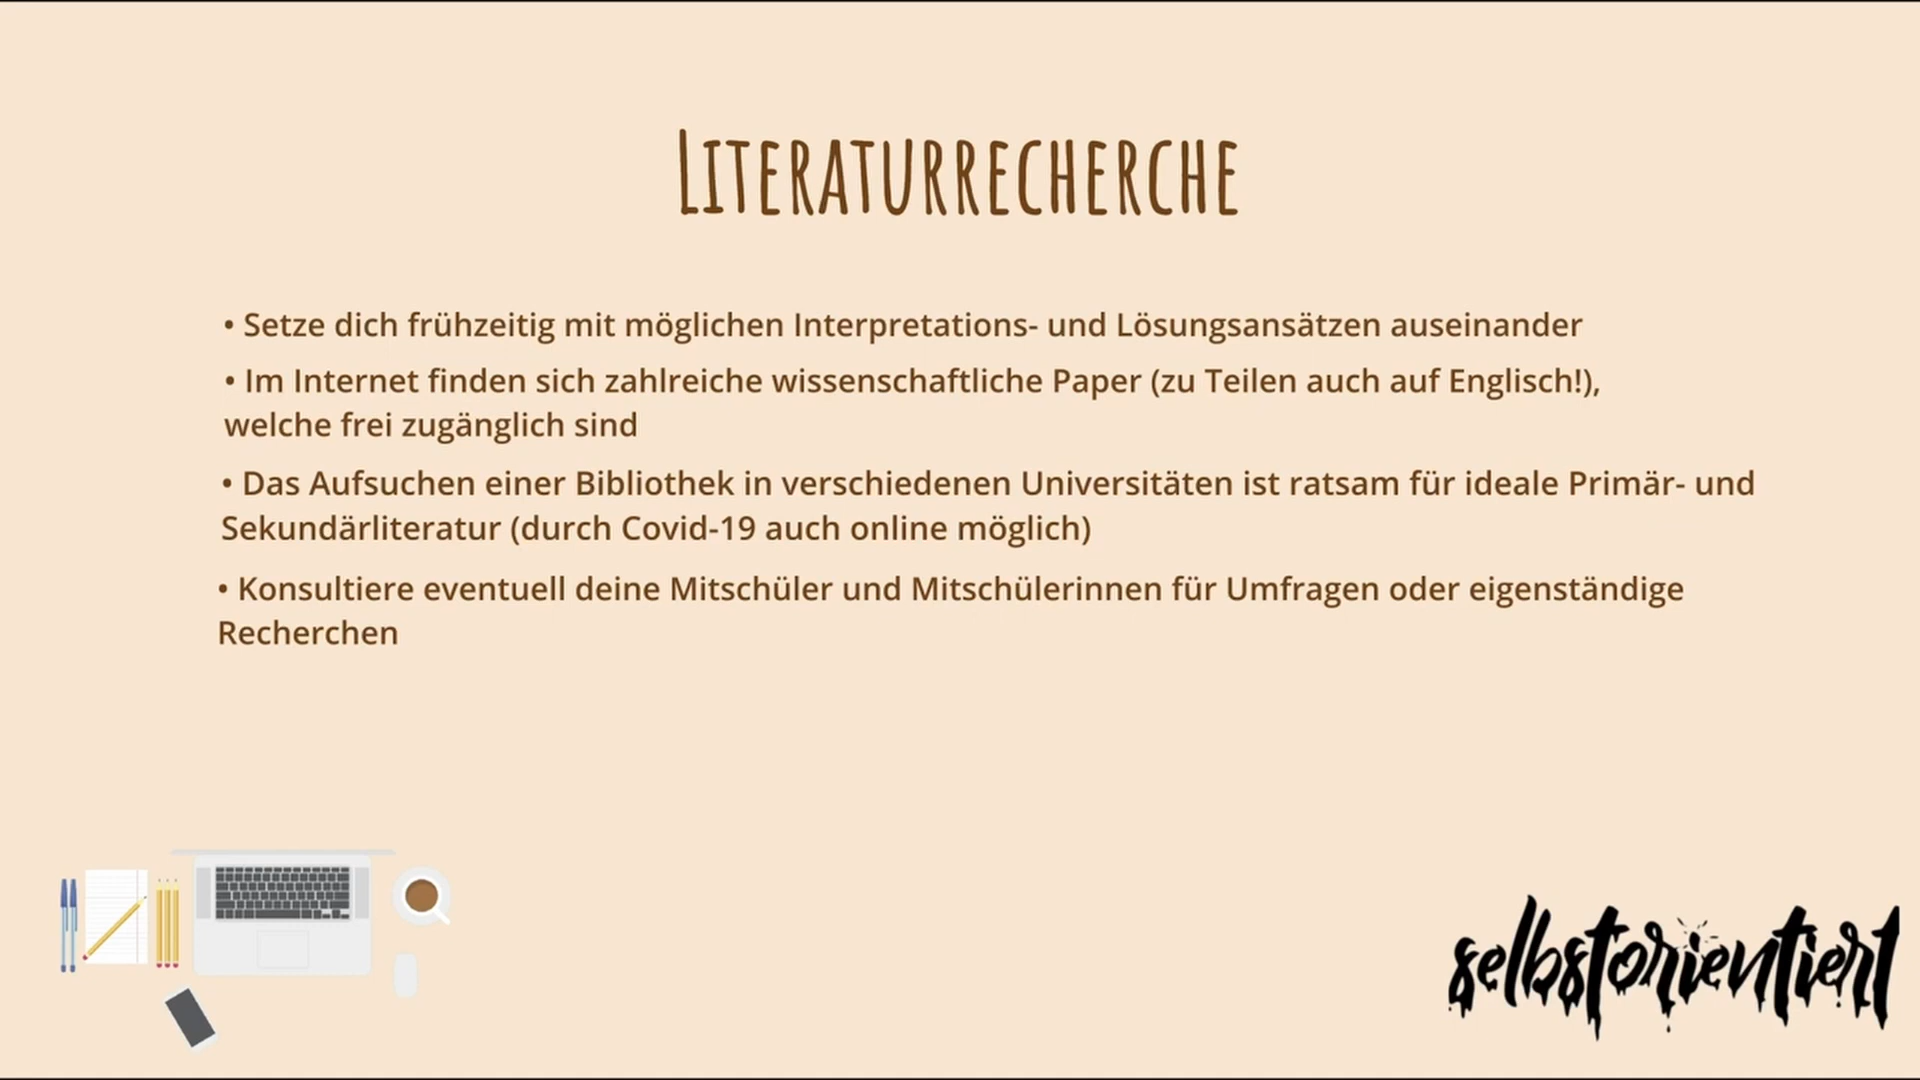 Literaturrecherche
• Setze dich frühzeitig mit möglichen Interpretations- und Lösungsansätzen auseinander
• Im Internet finden sich zahlreiche wissenschaftliche Paper (zu Teilen auch auf Englisch!),
welche frei zugänglich sind
• Das Aufsuchen einer Bibliothek in verschiedenen Universitäten ist ratsam für ideale Primär- und
Sekundärliteratur (durch Covid-19 auch online möglich)
• Konsultiere eventuell deine Mitschüler und Mitschülerinnen für Umfragen oder eigenständige
Recherchen
selbstorientiert